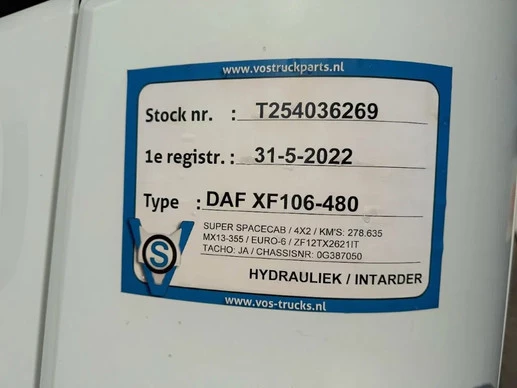 www.vostruckparts.nl
Stock nr. : T254036269
1e registr. : 31-5-2022
Type : DAF XF106-480
SUPER SPACECAB / 4X2 / KM'S: 278.635
MX13-355 / EURO-6 / ZF12TX2621IT
TACHO: JA / CHASSISNR: 0G387050
VOS
HYDRAULIEK / INTARDER
www.vos-trucks.nl